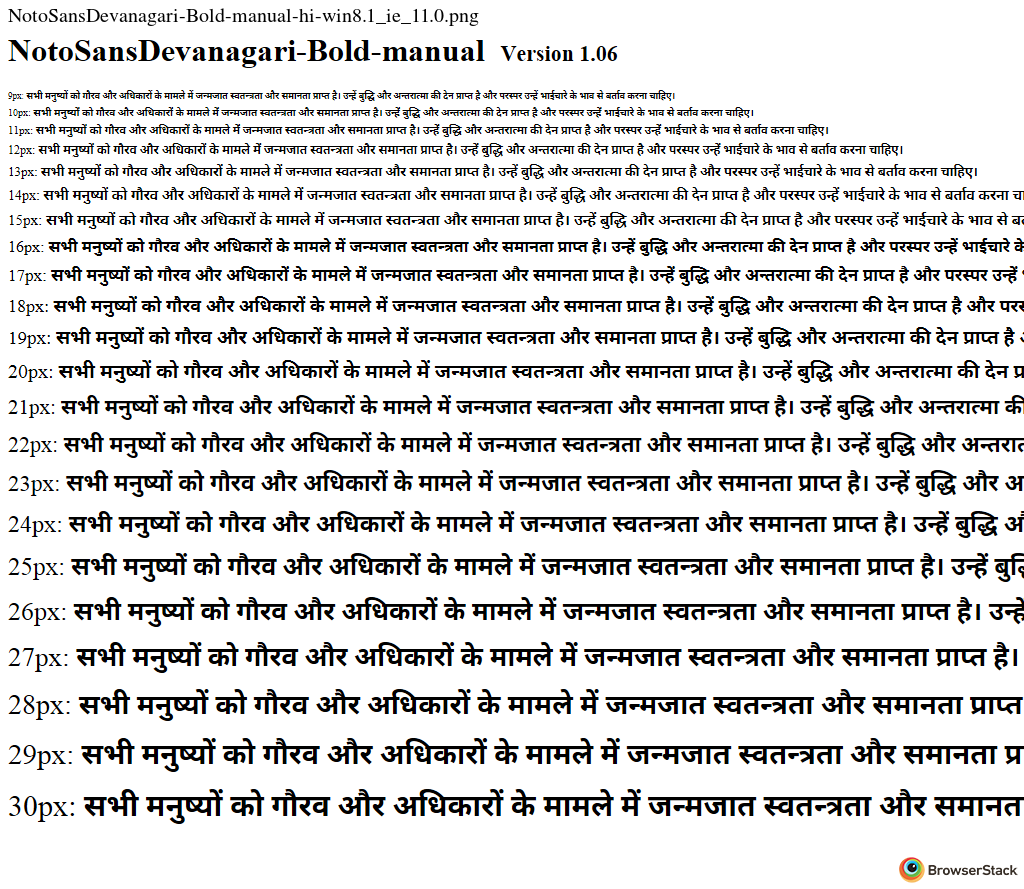 NotoSansDevanagari-Bold-manual-hi-win8.1_ie_11.0.png
NotoSansDevanagari-Bold-manual Version 1.06
9px: सभी मनुष्यों को गौरव और अधिकारों के मामले में जन्मजात स्वतन्त्रता और समानता प्राप्त है। उन्हें बुद्धि और अन्तरात्मा की देन प्राप्त है और परस्पर उन्हें भाईचारे के भाव से बर्ताव करना चाहिए।
10px: सभी मनुष्यों को गौरव और अधिकारों के मामले में जन्मजात स्वतन्त्रता और समानता प्राप्त है। उन्हें बुद्धि और अन्तरात्मा की देन प्राप्त है और परस्पर उन्हें भाईचारे के भाव से बर्ताव करना चाहिए।
11px: सभी मनुष्यों को गौरव और अधिकारों के मामले में जन्मजात स्वतन्त्रता और समानता प्राप्त है। उन्हें बुद्धि और अन्तरात्मा की देन प्राप्त है और परस्पर उन्हें भाईचारे के भाव से बर्ताव करना चाहिए।
12px: सभी मनुष्यों को गौरव और अधिकारों के मामले में जन्मजात स्वतन्त्रता और समानता प्राप्त है। उन्हें बुद्धि और अन्तरात्मा की देन प्राप्त है और परस्पर उन्हें भाईचारे के भाव से बर्ताव करना चाहिए।
13px: सभी मनुष्यों को गौरव और अधिकारों के मामले में जन्मजात स्वतन्त्रता और समानता प्राप्त है। उन्हें बुद्धि और अन्तरात्मा की देन प्राप्त है और परस्पर उन्हें भाईचारे के भाव से बर्ताव करना चाहिए।
14px: सभी मनुष्यों को गौरव और अधिकारों के मामले में जन्मजात स्वतन्त्रता और समानता प्राप्त है। उन्हें बुद्धि और अन्तरात्मा की देन प्राप्त है और परस्पर उन्हें भाईचारे के भाव से बर्ताव करना चा
15px: सभी मनुष्यों को गौरव और अधिकारों के मामले में जन्मजात स्वतन्त्रता और समानता प्राप्त है। उन्हें बुद्धि और अन्तरात्मा की देन प्राप्त है और परस्पर उन्हें भाईचारे के भाव से
16px: सभी मनुष्यों को गौरव और अधिकारों के मामले में जन्मजात स्वतन्त्रता और समानता प्राप्त है। उन्हें बुद्धि और अन्तरात्मा की देन प्राप्त है और परस्पर उन्हें भाईचारे के
17px: सभी मनुष्यों को गौरव और अधिकारों के मामले में जन्मजात स्वतन्त्रता और समानता प्राप्त है। उन्हें बुद्धि और अन्तरात्मा की देन प्राप्त है और परस्पर उन्हें
18px: सभी मनुष्यों को गौरव और अधिकारों के मामले में जन्मजात स्वतन्त्रता और समानता प्राप्त है। उन्हें बुद्धि और अन्तरात्मा की देन प्राप्त है और
19px: सभी मनुष्यों को गौरव और अधिकारों के मामले में जन्मजात स्वतन्त्रता और समानता प्राप्त है। उन्हें बुद्धि और अन्तरात्मा की देन प्राप्त है
20px: सभी मनुष्यों को गौरव और अधिकारों के मामले में जन्मजात स्वतन्त्रता और समानता प्राप्त है। उन्हें बुद्धि और अन्तरात्मा की देन प्र
21px: सभी मनुष्यों को गौरव और अधिकारों के मामले में जन्मजात स्वतन्त्रता और समानता प्राप्त है। उन्हें बुद्धि और अन्तरात्मा की
22px: सभी मनुष्यों को गौरव और अधिकारों के मामले में जन्मजात स्वतन्त्रता और समानता प्राप्त है। उन्हें बुद्धि और अन्तरात
23px: सभी मनुष्यों को गौरव और अधिकारों के मामले में जन्मजात स्वतन्त्रता और समानता प्राप्त है। उन्हें बुद्धि और अ
24px: सभी मनुष्यों को गौरव और अधिकारों के मामले में जन्मजात स्वतन्त्रता और समानता प्राप्त है। उन्हें बुद्धि
25px: सभी मनुष्यों को गौरव और अधिकारों के मामले में जन्मजात स्वतन्त्रता और समानता प्राप्त है। उन्हें
26px: सभी मनुष्यों को गौरव और अधिकारों के मामले में जन्मजात स्वतन्त्रता और समानता प्राप्त है। उन्हें
27px: सभी मनुष्यों को गौरव और अधिकारों के मामले में जन्मजात स्वतन्त्रता और समानता प्राप्त है।
28px: सभी मनुष्यों को गौरव और अधिकारों के मामले में जन्मजात स्वतन्त्रता और समानता प्राप्त
29px: सभी मनुष्यों को गौरव और अधिकारों के मामले में जन्मजात स्वतन्त्रता और समानता प्र
30px: सभी मनुष्यों को गौरव और अधिकारों के मामले में जन्मजात स्वतन्त्रता और समानता
BrowserStack